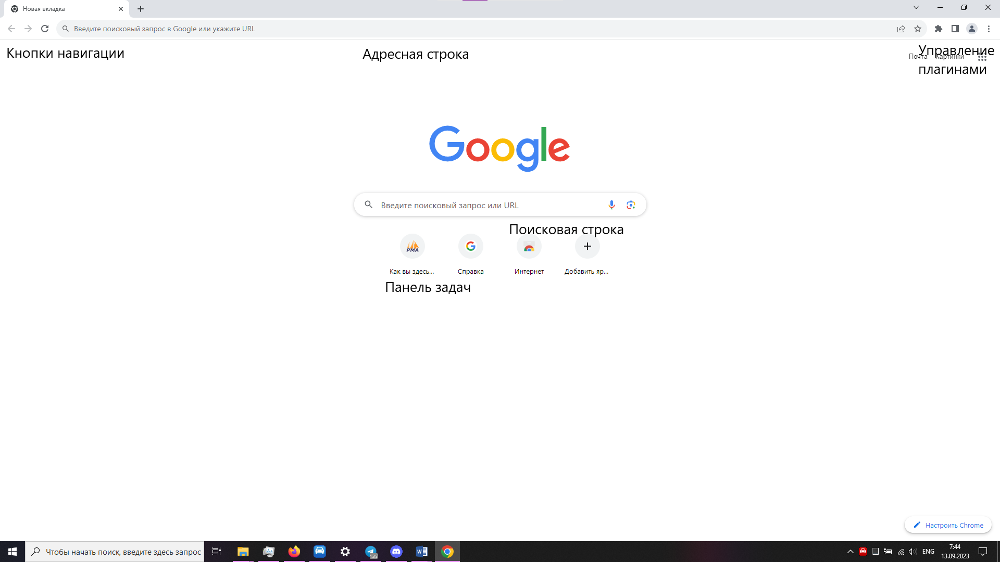 Новая вкладка
Введите поисковый запрос в Google или укажите URL
Кнопки навигации
Адресная строка
Управление
плагинами
Почта
Картинки
Google
Введите поисковый запрос или URL
Поисковая строка
PMA
Как вы здесь...
Справка
Интернет
Добавить яр...
Панель задач
Настроить Chrome
Чтобы начать поиск, введите здесь запрос
135
W
ENG
7:44
13.09.2023